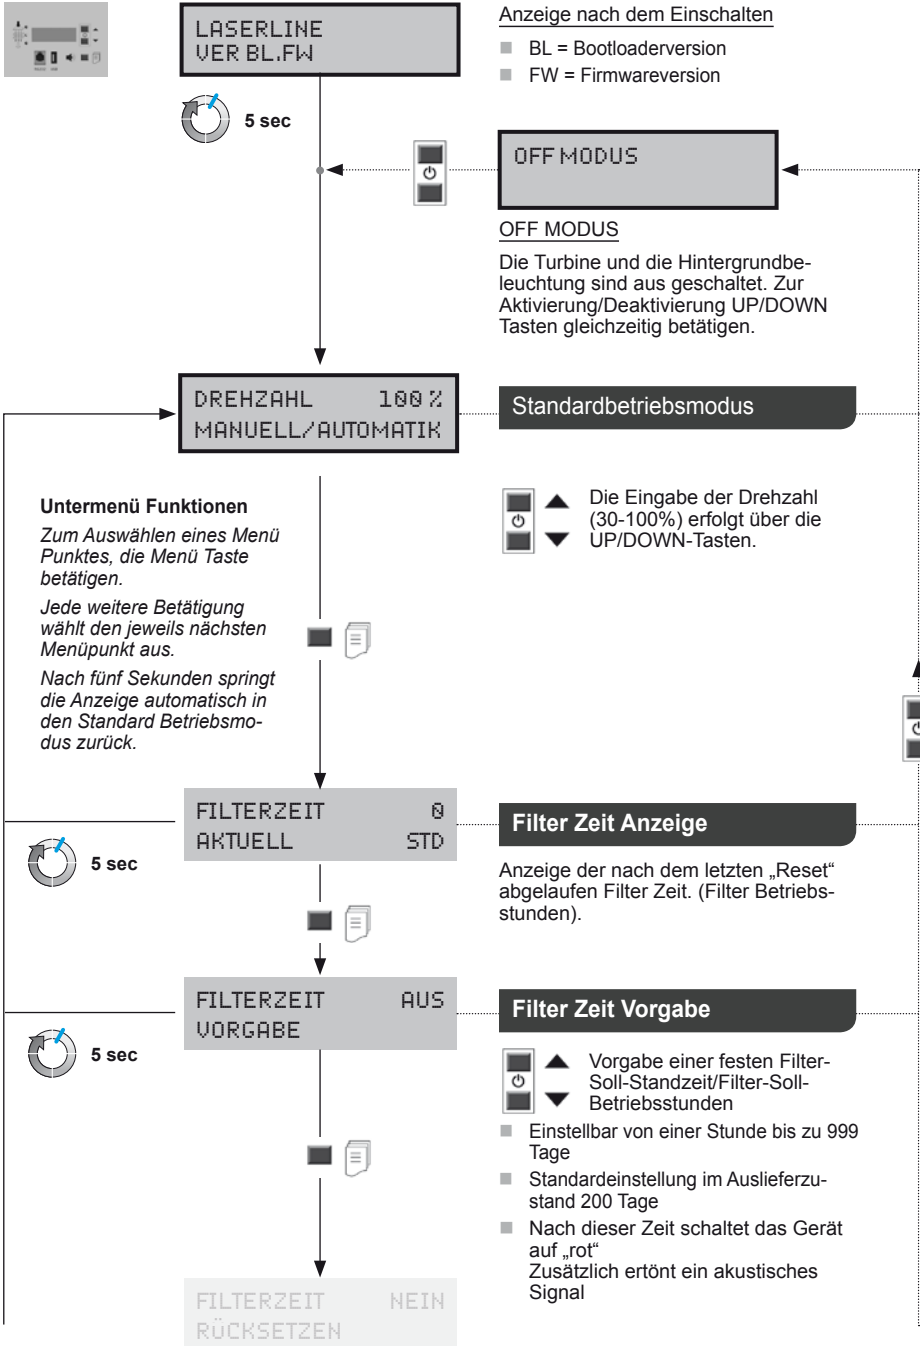 LASERLINE
VER BL.FW
Anzeige nach dem Einschalten
BL = Bootloaderversion
FW = Firmwareversion
5 sec
OFF MODUS
OFF MODUS
Die Turbine und die Hintergrundbe-
leuchtung sind aus geschaltet. Zur
Aktivierung/Deaktivierung UP/DOWN
Tasten gleichzeitig betätigen.
DREHZAHL 100 %
MANUELL/AUTOMATIK
Standardbetriebsmodus
Untermenü Funktionen
Zum Auswählen eines Menü
Punktes, die Menü Taste
betätigen.
Jede weitere Betätigung
wählt den jeweils nächsten
Menüpunkt aus.
Nach fünf Sekunden springt
die Anzeige automatisch in
den Standard Betriebsmo-
dus zurück.
Die Eingabe der Drehzahl
(30-100%) erfolgt über die
UP/DOWN-Tasten.
FILTERZEIT 0
AKTUELL STD
5 sec
Filter Zeit Anzeige
Anzeige der nach dem letzten „Reset“
abgelaufen Filter Zeit. (Filter Betriebs-
stunden).
FILTERZEIT AUS
VORGABE
5 sec
Filter Zeit Vorgabe
Vorgabe einer festen Filter-
Soll-Standzeit/Filter-Soll-
Betriebsstunden
Einstellbar von einer Stunde bis zu 999
Tage
Standardeinstellung im Auslieferzu-
stand 200 Tage
Nach dieser Zeit schaltet das Gerät
auf „rot“
Zusätzlich ertönt ein akustisches
Signal
FILTERZEIT NEIN
RÜCKSETZEN